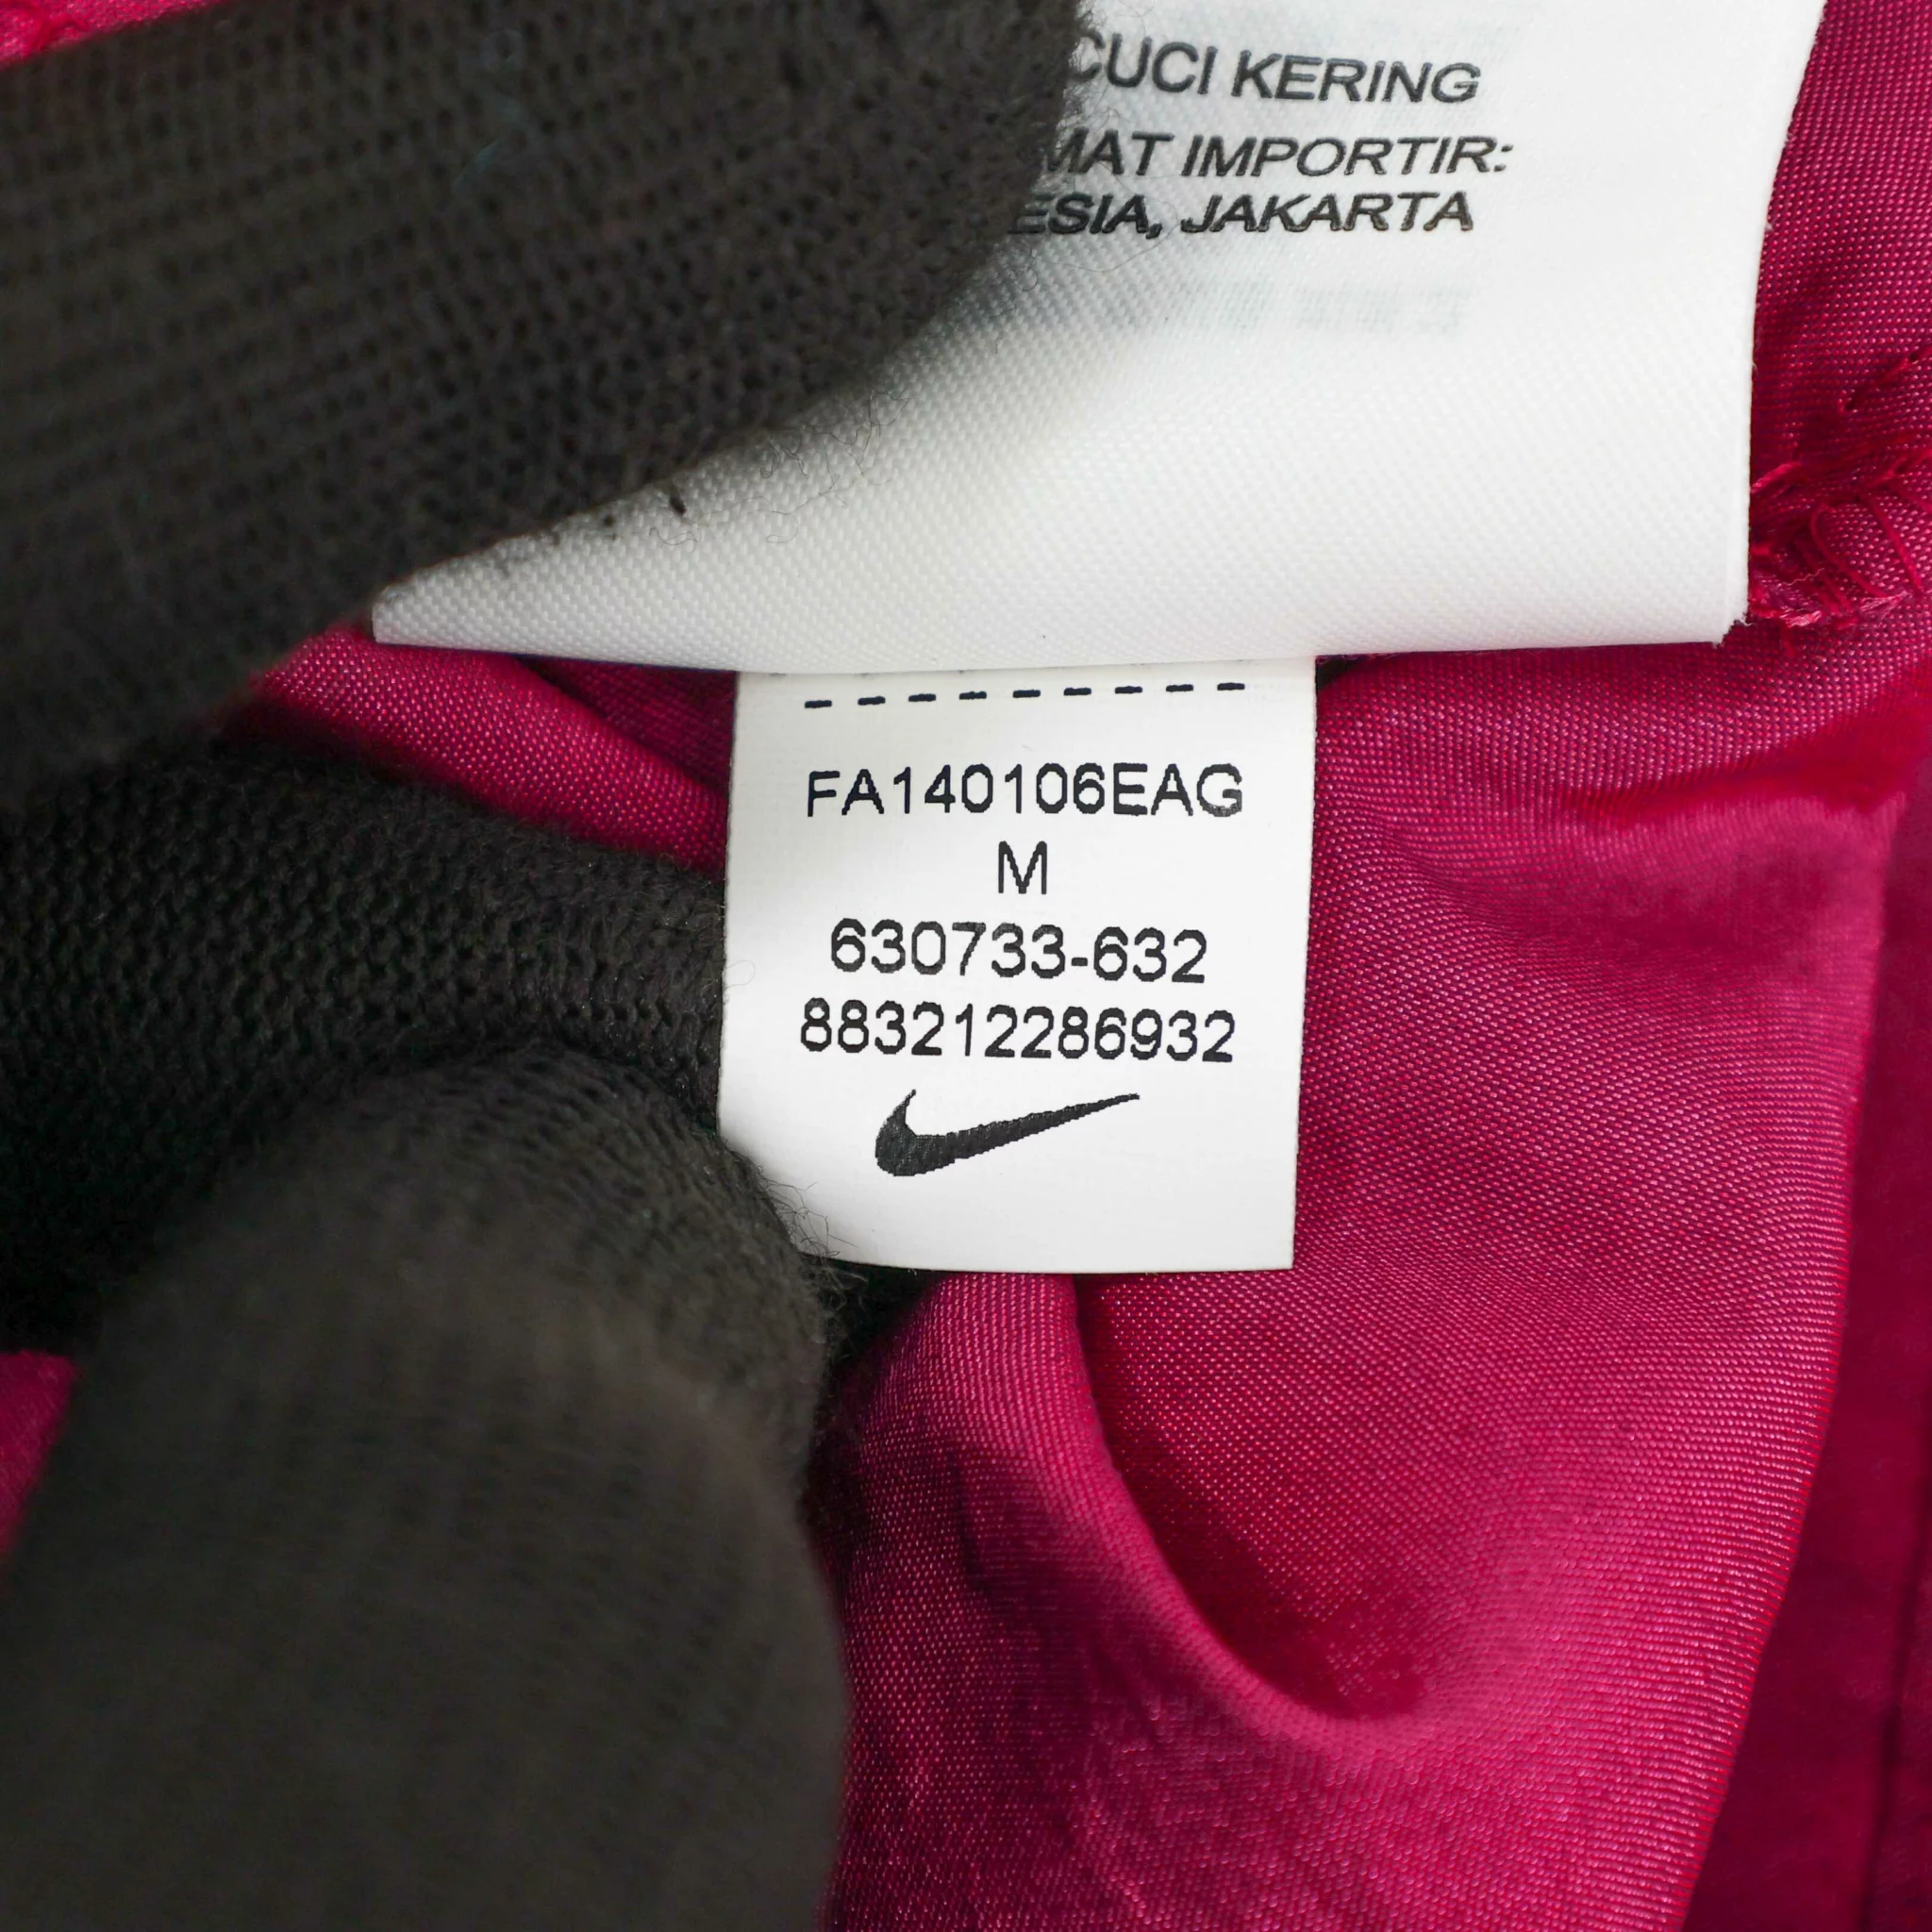 CUCI KERING
MAT IMPORTIR:
ESIA, JAKARTA
FA140106EAG
M
630733-632
883212286932